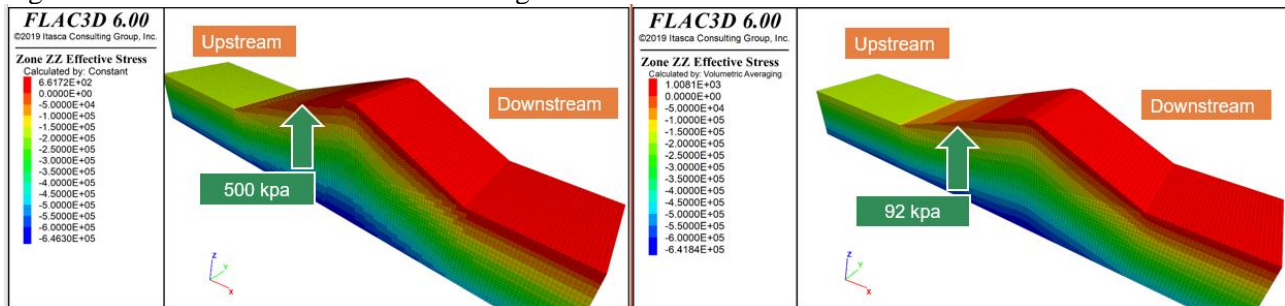 FLAC3D 6.00
©2019 Itasca Consulting Group, Inc.
Zone ZZ Effective Stress
Calculated by: Constant
6.6172E+02
0.0000E+00
-5.0000E+04
-1.0000E+05
-1.5000E+05
-2.0000E+05
-2.5000E+05
-3.0000E+05
-3.5000E+05
-4.0000E+05
-4.5000E+05
-5.0000E+05
-5.5000E+05
-6.0000E+05
-6.4630E+05
Upstream
Downstream
500 kpa
Z
Y
X
FLAC3D 6.00
©2019 Itasca Consulting Group, Inc.
Zone ZZ Effective Stress
Calculated by: Volumetric Averaging
1.0081E+03
0.0000E+00
-5.0000E+04
-1.0000E+05
-1.5000E+05
-2.0000E+05
-2.5000E+05
-3.0000E+05
-3.5000E+05
-4.0000E+05
-4.5000E+05
-5.0000E+05
-5.5000E+05
-6.0000E+05
-6.4184E+05
Upstream
Downstream
92 kpa
Z
Y
X